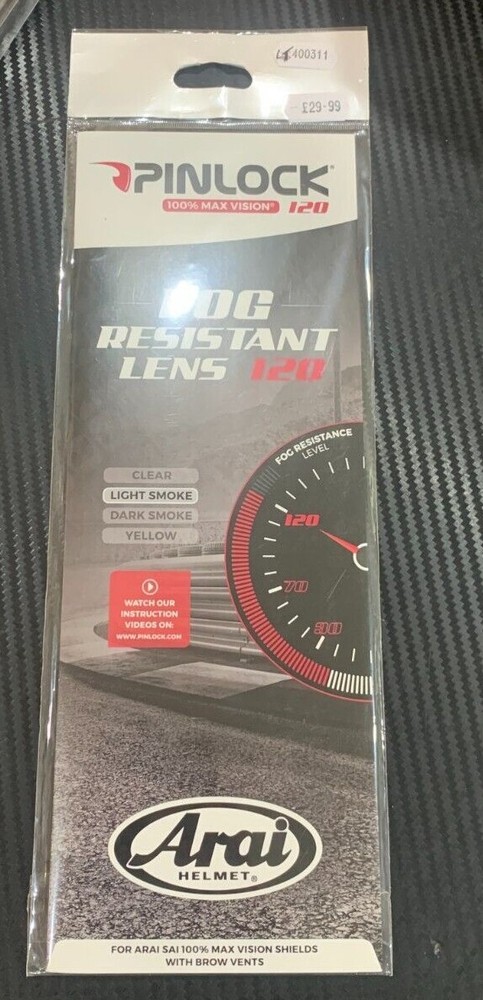 400311
£29-99
PINLOCK®
100% MAX VISION® 120
FOG
RESISTANT
LENS 120
FOG RESISTANCE
LEVEL
CLEAR
LIGHT SMOKE
DARK SMOKE
YELLOW
120
70
30
WATCH OUR
INSTRUCTION
VIDEOS ON:
WWW.PINLOCK.COM
Arai
HELMET®
FOR ARAI SAI 100% MAX VISION SHIELDS
WITH BROW VENTS